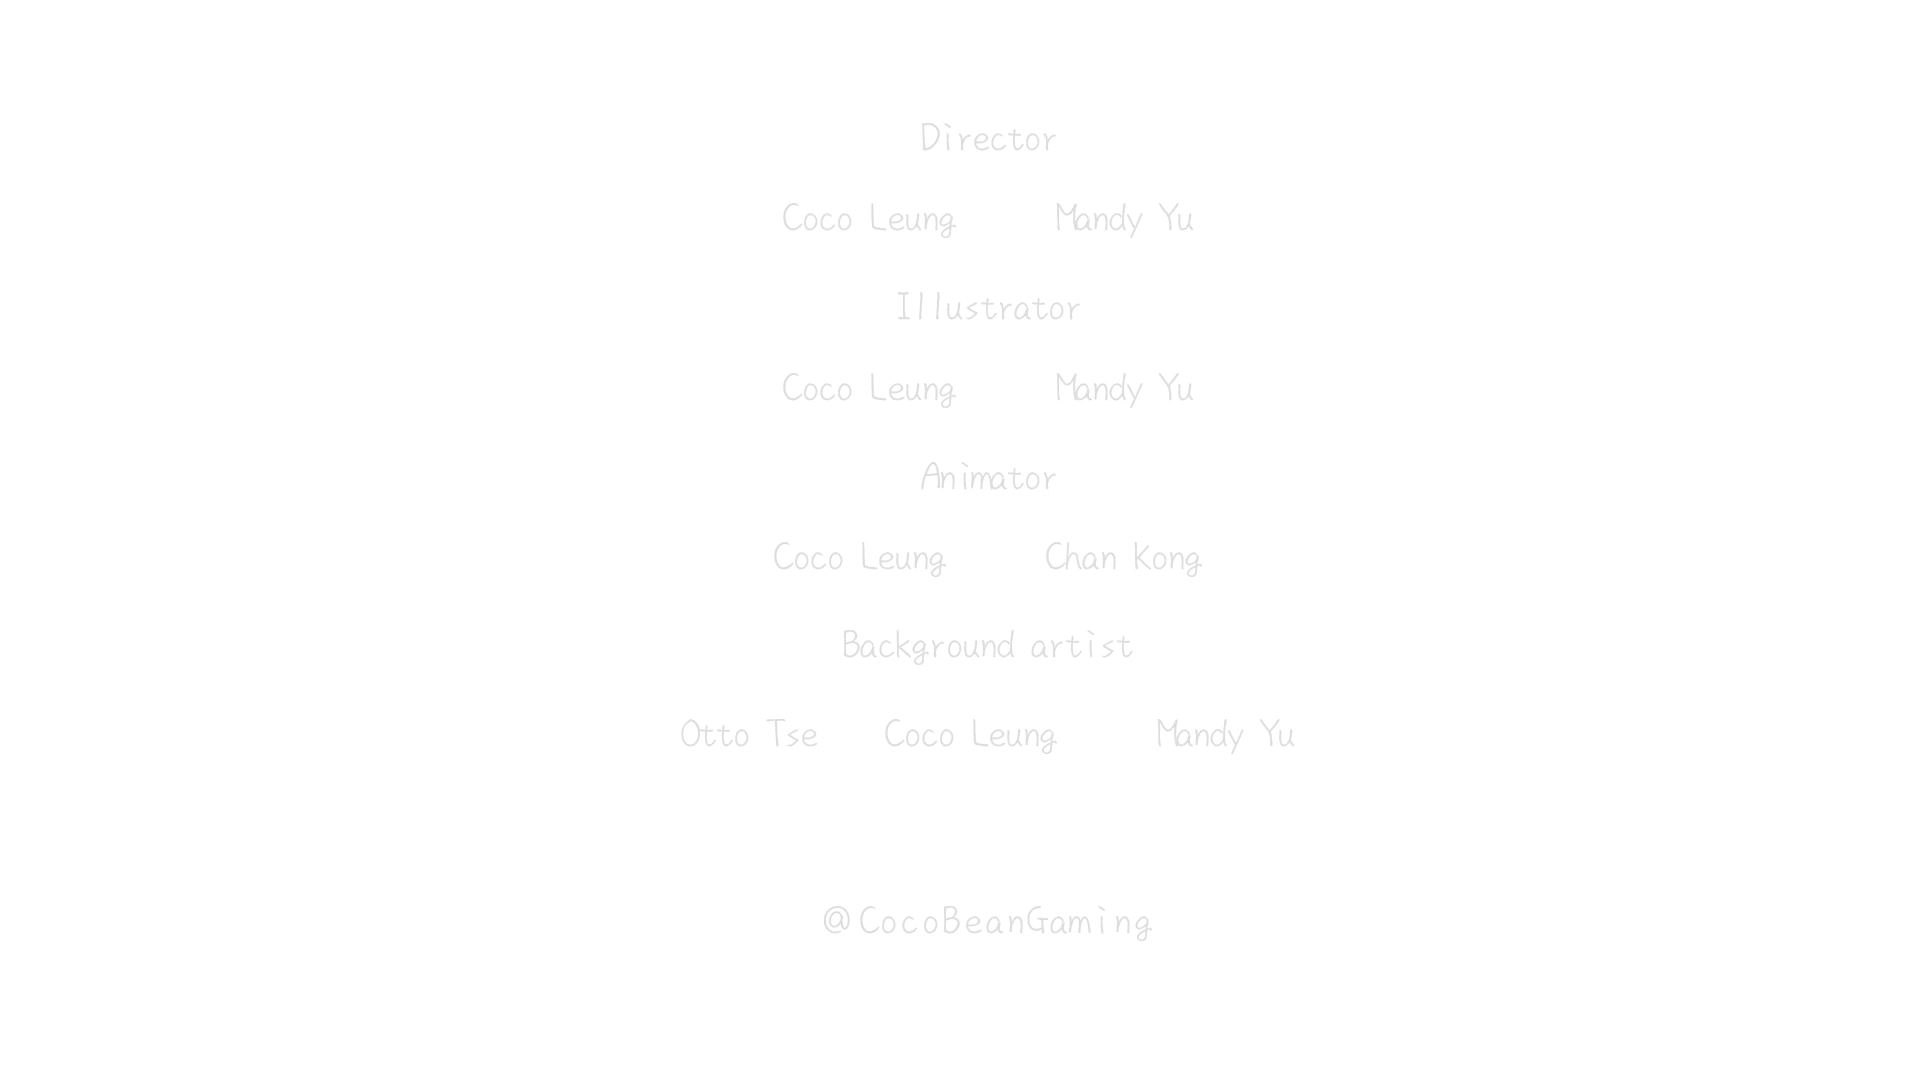 Director
Coco Leung Mandy Yu
Illustrator
Coco Leung Mandy Yu
Animator
Coco Leung Chan Kong
Background artist
Otto Tse Coco Leung Mandy Yu
@CocoBeanGaming